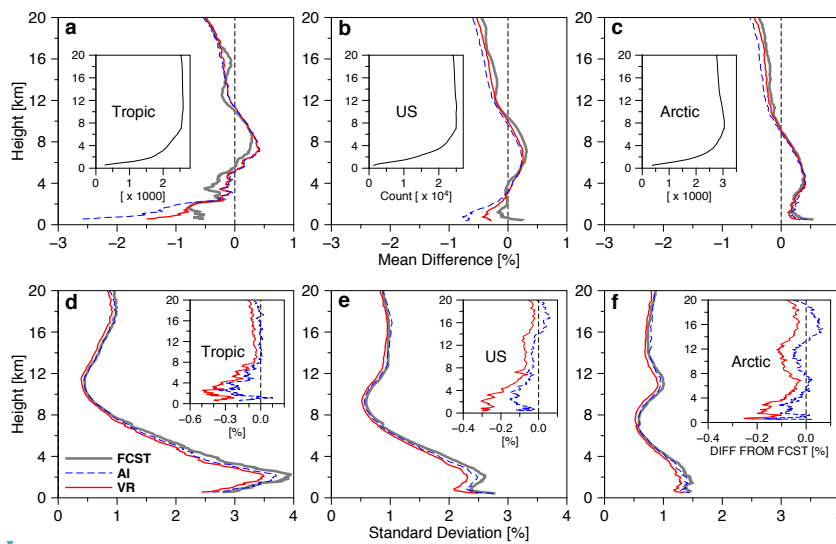 a
b
c
Height [km]
20
16
12
8
4
0
20
16
12
8
4
0
20
16
12
8
4
0
20
16
12
8
4
0
20
16
12
8
4
0
20
16
12
8
4
0
Tropic
US
Arctic
0 1 2
[ x 1000]
0 1 2
Count [ x 10⁴]
0 1 2 3
[ x 1000]
−3 −2 −1 0 1
−3 −2 −1 0 1
−3 −2 −1 0 1
Mean Difference [%]
d
e
f
Height [km]
20
16
12
8
4
0
20
16
12
8
4
0
20
16
12
8
4
0
20
16
12
8
4
0
20
16
12
8
4
0
20
16
12
8
4
0
Tropic
US
Arctic
−0.6 −0.3 0.0
[%]
−0.4 −0.2 0.0
[%]
−0.4 −0.2 0.0
DIFF FROM FCST [%]
FCST
AI
VR
0 1 2 3 4
0 1 2 3 4
0 1 2 3 4
Standard Deviation [%]